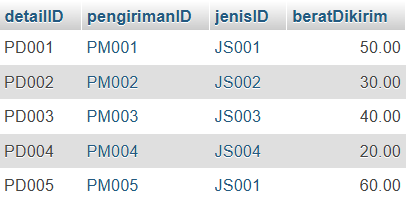 detailID pengirimanID jenisID beratDikirim
PD001 PM001 JS001 50.00
PD002 PM002 JS002 30.00
PD003 PM003 JS003 40.00
PD004 PM004 JS004 20.00
PD005 PM005 JS001 60.00